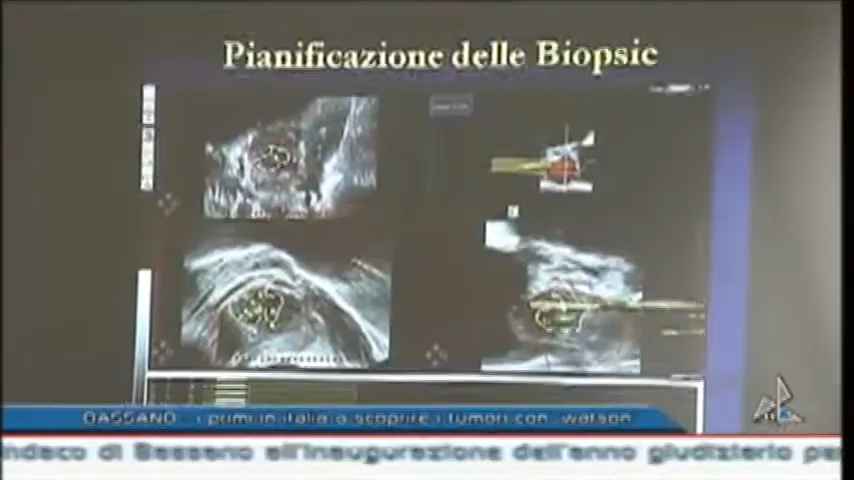 Pianificazione delle Biopsie
BASSANO - i primi in italia a scoprire i tumori con watson
indaco di Bassano all'inaugurazione dell'anno giudiziario per